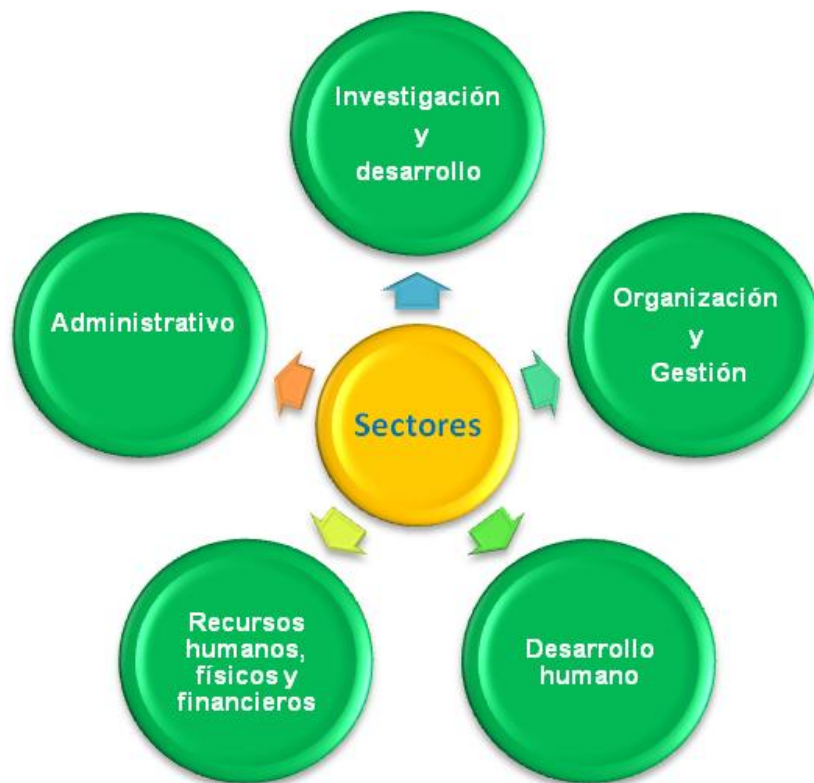 Investigación
y
desarrollo
Organización
y
Gestión
Administrativo
Sectores
Recursos
humanos,
físicos y
financieros
Desarrollo
humano